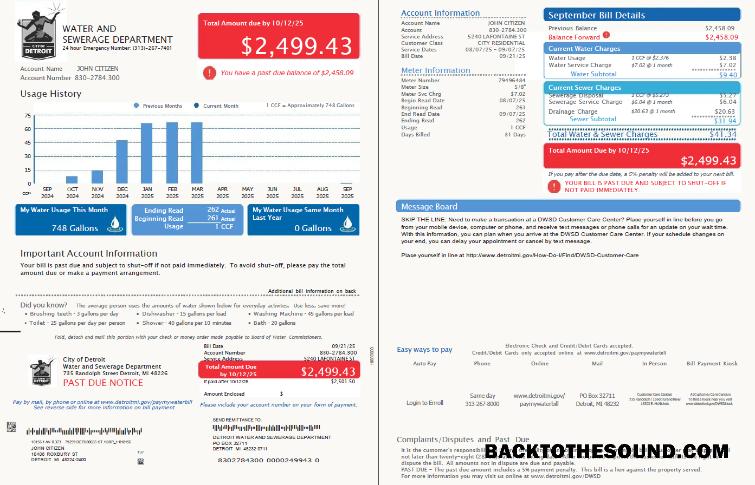 CITY OF
DETROIT
WATER AND
SEWERAGE DEPARTMENT
24 hour Emergency Number (313)-267-7401
Total Amount due by 10/12/25
$2,499.43
You have a past due balance of $2,458.09
Account Name JOHN CITIZEN
Account Number 830-2784.300
Usage History
Previous Months
Current Month
1 CCF = Approximately 748 Gallons
75
60
45
30
15
0
CCF
SEP 2024
OCT 2024
NOV 2024
DEC 2024
JAN 2025
FEB 2025
MAR 2025
APR 2025
MAY 2025
JUN 2025
JUL 2025
AUG 2025
SEP 2025
My Water Usage This Month
748 Gallons
Ending Read 262 Actual
Beginning Read 261 Actual
Usage 1 CCF
My Water Usage Same Month
Last Year
0 Gallons
Important Account Information
Your bill is past due and subject to shut-off if not paid immediately. To avoid shut-off, please pay the total
amount due or make a payment arrangement.
Additional bill information on back
Did you know? The average person uses the amounts of water shown below for everyday activities. Use less, save more!
• Brushing teeth - 3 gallons per day
• Dishwasher - 15 gallons per load
• Washing Machine - 45 gallons per load
• Toilet - 25 gallons per day per person
• Shower - 40 gallons per 10 minutes
• Bath - 20 gallons
Fold, detach and mail this portion with your check or money order made payable to Board of Water Commissioners.
City of Detroit
Water and Sewerage Department
735 Randolph Street Detroit, MI 48226
PAST DUE NOTICE
Bill Date 09/21/25
Account Number 830-2784.300
Service Address 5240 LAFONTAINE ST
Total Amount Due
by 10/12/25
$2,499.43
If paid after 10/12/25 $2,501.50
Amount Enclosed $
Pay by mail, by phone or online at www.detroitmi.gov/paymywaterbill
See reverse side for more information on bill payment.
Please include your account number on your form of payment.
JOHN CITIZEN
16436 ROXBURY ST
DETROIT MI 48224-0400
SEND REMITTANCE TO:
DETROIT WATER AND SEWERAGE DEPARTMENT
PO BOX 32711
DETROIT MI 48232-0711
8302784300 0000249943 0
Account Information
Account Name JOHN CITIZEN
Account 830-2784.300
Service Address 5240 LAFONTAINE ST
Customer Class CITY RESIDENTIAL
Service Dates 08/07/25 - 09/07/25
Bill Date 09/21/25
Meter Information
Meter Number 79496484
Meter Size 5/8"
Meter Svc Chrg $7.02
Begin Read Date 08/07/25
Beginning Read 261
End Read Date 09/07/25
Ending Read 262
Usage 1 CCF
Days Billed 31 Days
September Bill Details
Previous Balance $2,458.09
Balance Forward $2,458.09
Current Water Charges
Water Usage 1 CCF @ $2.376 $2.38
Water Service Charge $7.02 @ 1 month $7.02
Water Subtotal $9.40
Current Sewer Charges
Sewerage Disposal 1 CCF @ $5.273 $5.27
Sewerage Service Charge $6.04 @ 1 month $6.04
Drainage Charge $20.63 @ 1 month $20.63
Sewer Subtotal $31.94
Total Water & Sewer $41.34
Total Amount Due by 10/12/25
$2,499.43
If you pay after the due date, a 5% penalty will be added to your next bill.
YOUR BILL IS PAST DUE AND SUBJECT TO SHUT-OFF IF
NOT PAID IMMEDIATELY.
Message Board
SKIP THE LINE: Need to make a transaction at a DWSD Customer Care Center? Place yourself in line before you go
from your mobile device, computer or phone, and receive text messages or phone calls for an update on your wait time.
With this information, you can plan when you arrive at the DWSD Customer Care Center. If your schedule changes on
your end, you can delay your appointment or cancel by text message.
Please yourself in line at http://www.detroitmi.gov/How-Do-I/Find/DWSD-Customer-Care
Easy ways to pay
Electronic Check and Credit/Debit Cards accepted.
Credit/Debit Cards only accepted online at www.detroitmi.gov/paymywaterbill
Auto Pay
Phone
Online
Mail
In Person
Bill Payment Kiosk
Login to Enroll
Same day
313-267-8000
www.detroitmi.gov/
paymywaterbill
PO BOX 32711
Detroit, MI 48232
Complaints/Disputes and Past Due
BACKTOTHESOUND.COM
It is the customer's responsibility
not later than twenty-eight (28)
dispute the bill. All amounts not in dispute are due and payable.
PAST DUE - The past due amount includes a 5% penalty payment. This bill is a lien against the property served.
For more information you may visit us online at www.detroitmi.gov/DWSD